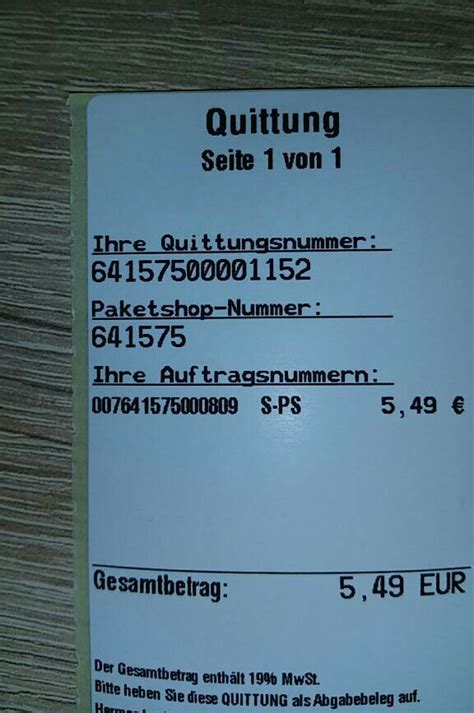 Quittung
Seite 1 von 1
Ihre Quittungsnummer:
64157500001152
Paketshop-Nummer:
641575
Ihre Auftragsnummern:
007641575000809 S-PS 5,49 €
Gesamtbetrag: 5,49 EUR
Der Gesamtbetrag enthält 19% MwSt.
Bitte heben Sie diese QUITTUNG als Abgabebeleg auf.